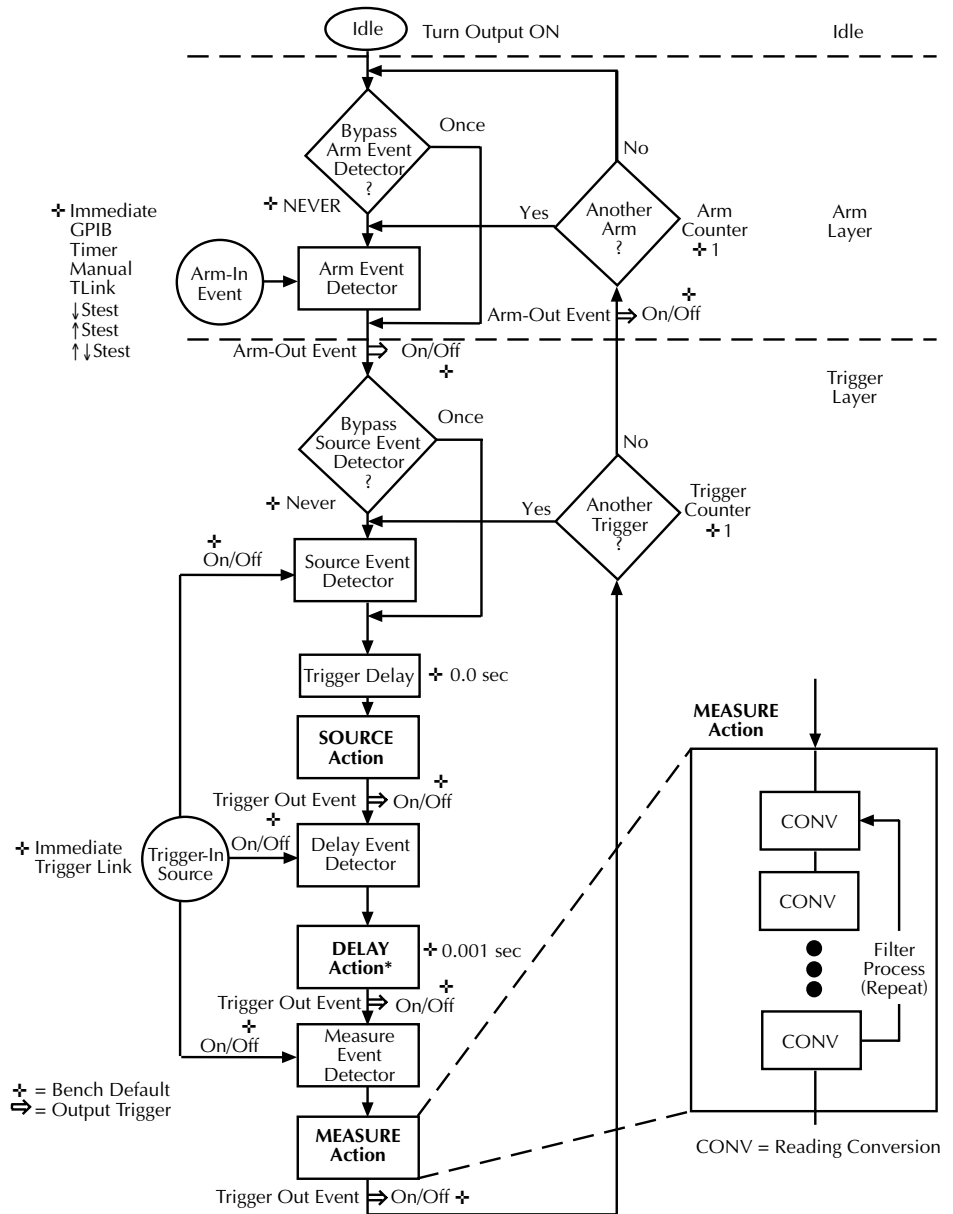 Idle
Turn Output ON
Idle
Bypass
Arm Event
Detector
?
Once
No
✛ NEVER
Yes
Another
Arm
?
Arm
Counter
✛ 1
Arm
Layer
✛ Immediate
GPIB
Timer
Manual
TLink
↓Stest
↑Stest
↑↓Stest
Arm-In
Event
Arm Event
Detector
✛
Arm-Out Event ⇒ On/Off
Arm-Out Event ⇒ On/Off
✛
Trigger
Layer
Bypass
Source Event
Detector
?
Once
No
✛ Never
Yes
Another
Trigger
?
Trigger
Counter
✛ 1
✛
On/Off
Source Event
Detector
Trigger Delay
✛ 0.0 sec
SOURCE
Action
✛
Trigger Out Event ⇒ On/Off
✛ Immediate
Trigger Link
Trigger-In
Source
✛
On/Off
Delay Event
Detector
DELAY
Action*
✛ 0.001 sec
✛
Trigger Out Event ⇒ On/Off
✛
On/Off
Measure
Event
Detector
✛ = Bench Default
⇒ = Output Trigger
MEASURE
Action
Trigger Out Event ⇒ On/Off ✛
MEASURE
Action
CONV
CONV
Filter
Process
(Repeat)
CONV
CONV = Reading Conversion